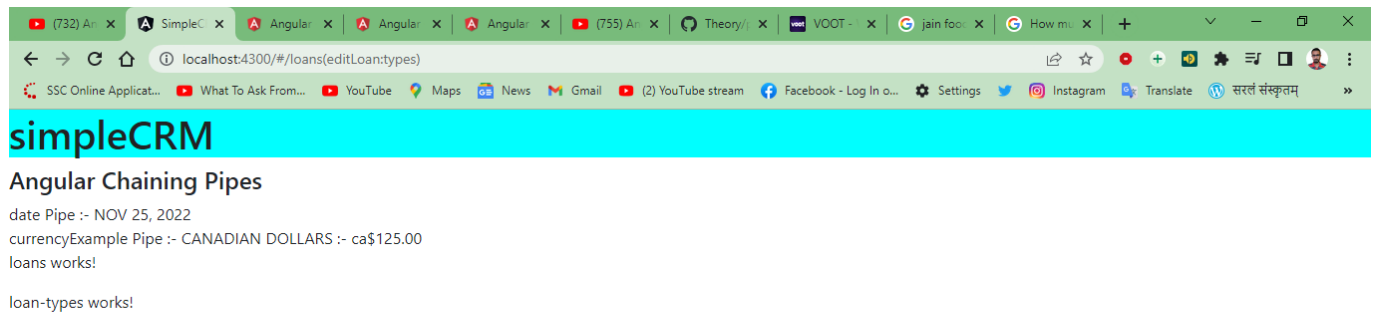 (732) An
SimpleC
Angular
Angular
Angular
(755) An
Theory/
VOOT -
jain food
How mu
localhost:4300/#/loans(editLoan:types)
SSC Online Applicat...
What To Ask From...
YouTube
Maps
News
Gmail
(2) YouTube stream
Facebook - Log In o...
Settings
Instagram
Translate
सरलं संस्कृतम्
»
simpleCRM
Angular Chaining Pipes
date Pipe :- NOV 25, 2022
currencyExample Pipe :- CANADIAN DOLLARS :- ca$125.00
loans works!
loan-types works!